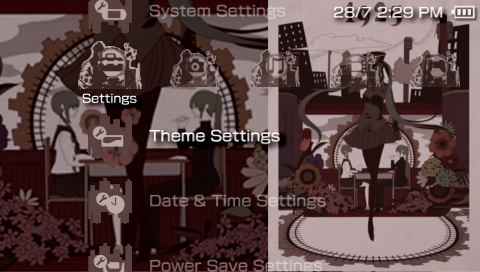 System Settings
28/7 2:29 PM
Settings
Theme Settings
Date & Time Settings
Power Save Settings